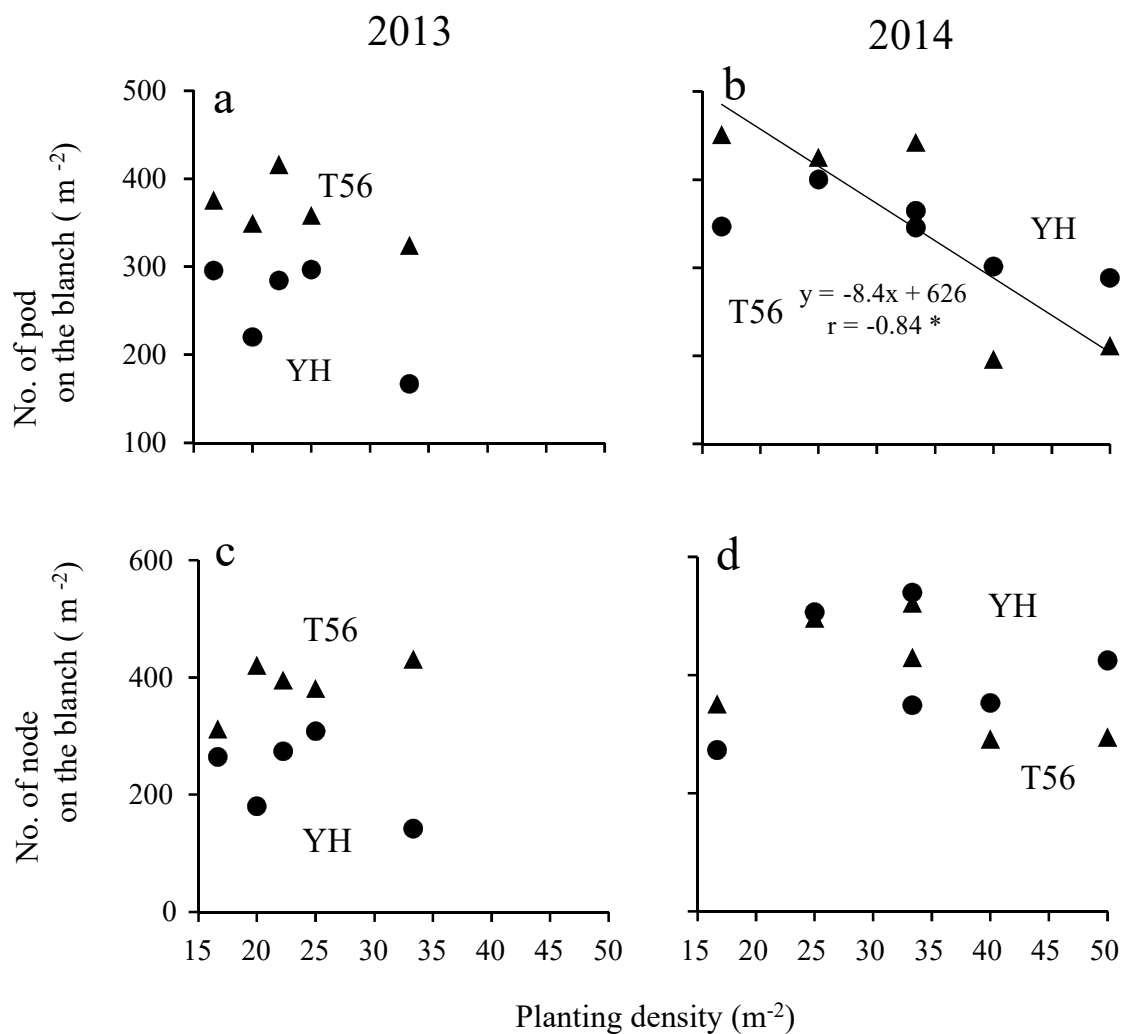 2013
2014
No. of pod
on the blanch ( m -2)
500
400
300
200
100
a
T56
YH
b
YH
T56
y = -8.4x + 626
r = -0.84 *
No. of node
on the blanch ( m -2)
600
400
200
0
c
T56
YH
d
YH
T56
15 20 25 30 35 40 45 50
15 20 25 30 35 40 45 50
Planting density (m-2)